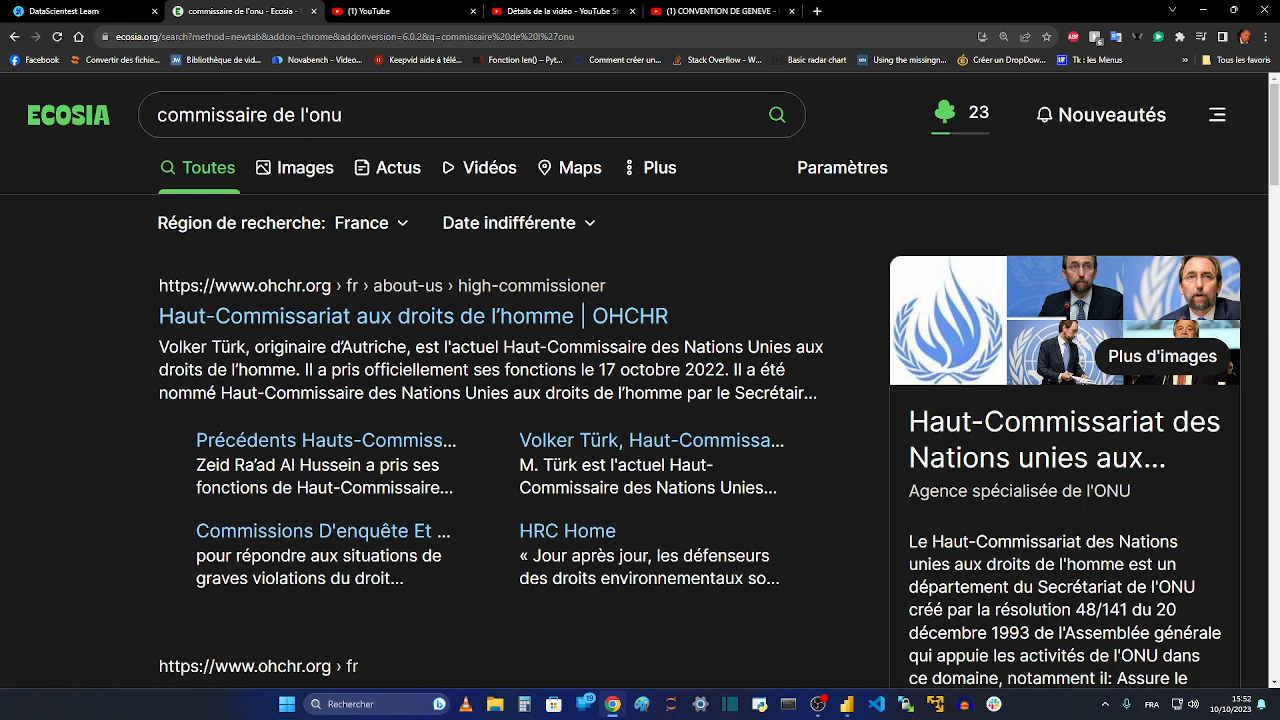 DataScientest Learn
commissaire de l'onu - Ecosia -
(1) YouTube
Détails de la vidéo - YouTube St
(1) CONVENTION DE GENEVE -
ecosia.org/search?method=newtab&addon=chrome&addonversion=6.0.2&q=commissaire%20de%20l%27onu
Facebook
Convertir des fichie...
Bibliothèque de vid...
Novabench - Video...
Keepvid aide à télé...
Fonction len() – Pyt...
Comment créer un...
Stack Overflow – W...
Basic radar chart
Using the missingn...
Créer un DropDow...
Tk : les Menus
»
Tous les favoris
ECOSIA
commissaire de l'onu
23
Nouveautés
Toutes
Images
Actus
Vidéos
Maps
Plus
Paramètres
Région de recherche: France
Date indifférente
https://www.ohchr.org › fr › about-us › high-commissioner
Haut-Commissariat aux droits de l’homme | OHCHR
Volker Türk, originaire d’Autriche, est l'actuel Haut-Commissaire des Nations Unies aux
droits de l’homme. Il a pris officiellement ses fonctions le 17 octobre 2022. Il a été
nommé Haut-Commissaire des Nations Unies aux droits de l’homme par le Secrétair...
Précédents Hauts-Commiss...
Zeid Ra’ad Al Hussein a pris ses
fonctions de Haut-Commissaire...
Volker Türk, Haut-Commissa...
M. Türk est l'actuel Haut-
Commissaire des Nations Unies...
Commissions D'enquête Et ...
pour répondre aux situations de
graves violations du droit...
HRC Home
« Jour après jour, les défenseurs
des droits environnementaux so...
https://www.ohchr.org › fr
Plus d'images
Haut-Commissariat des
Nations unies aux...
Agence spécialisée de l'ONU
Le Haut-Commissariat des Nations
unies aux droits de l'homme est un
département du Secrétariat de l'ONU
créé par la résolution 48/141 du 20
décembre 1993 de l'Assemblée générale
qui appuie les activités de l'ONU dans
ce domaine, notamment il: Assure le
Rechercher
19
FRA
15:52
10/10/2023